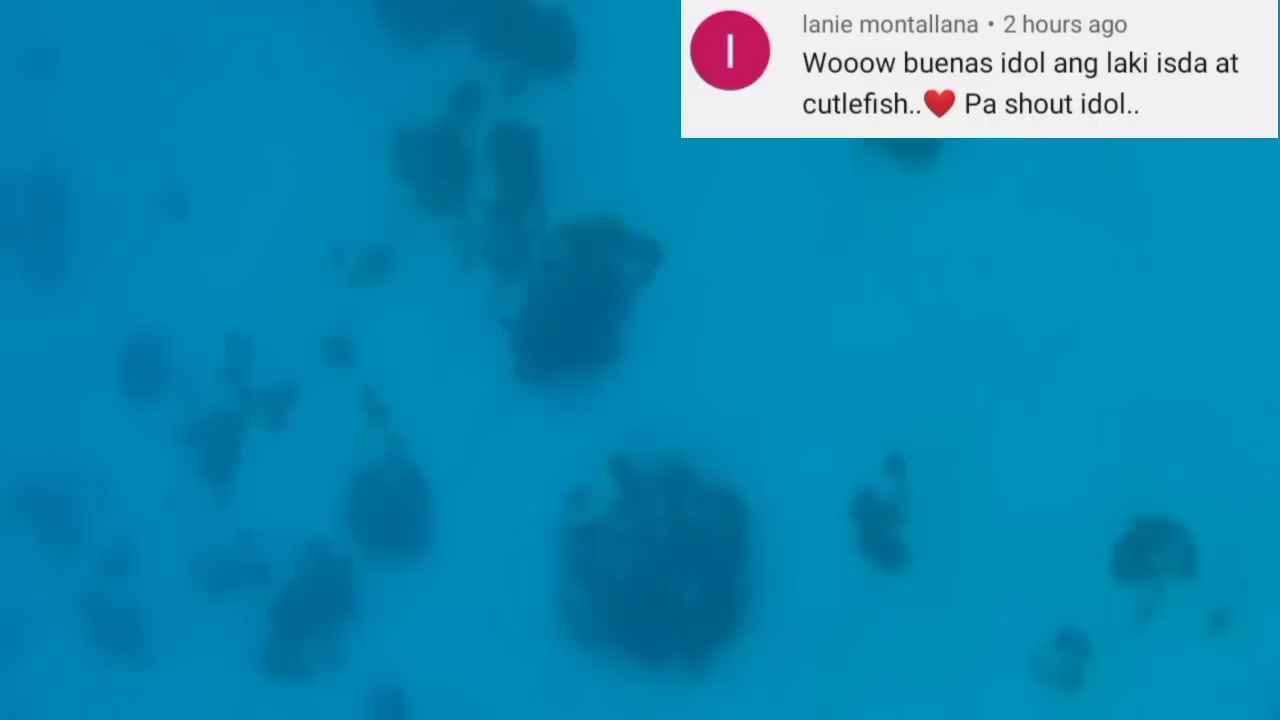 I
lanie montallana • 2 hours ago
Wooow buenas idol ang laki isda at
cutlefish..❤️ Pa shout idol..